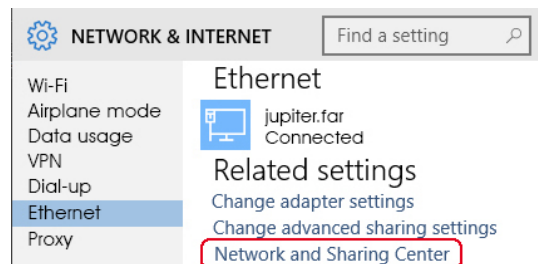 NETWORK & INTERNET
Find a setting
Wi-Fi
Airplane mode
Data usage
VPN
Dial-up
Ethernet
Proxy
Ethernet
jupiter.far
Connected
Related settings
Change adapter settings
Change advanced sharing settings
Network and Sharing Center